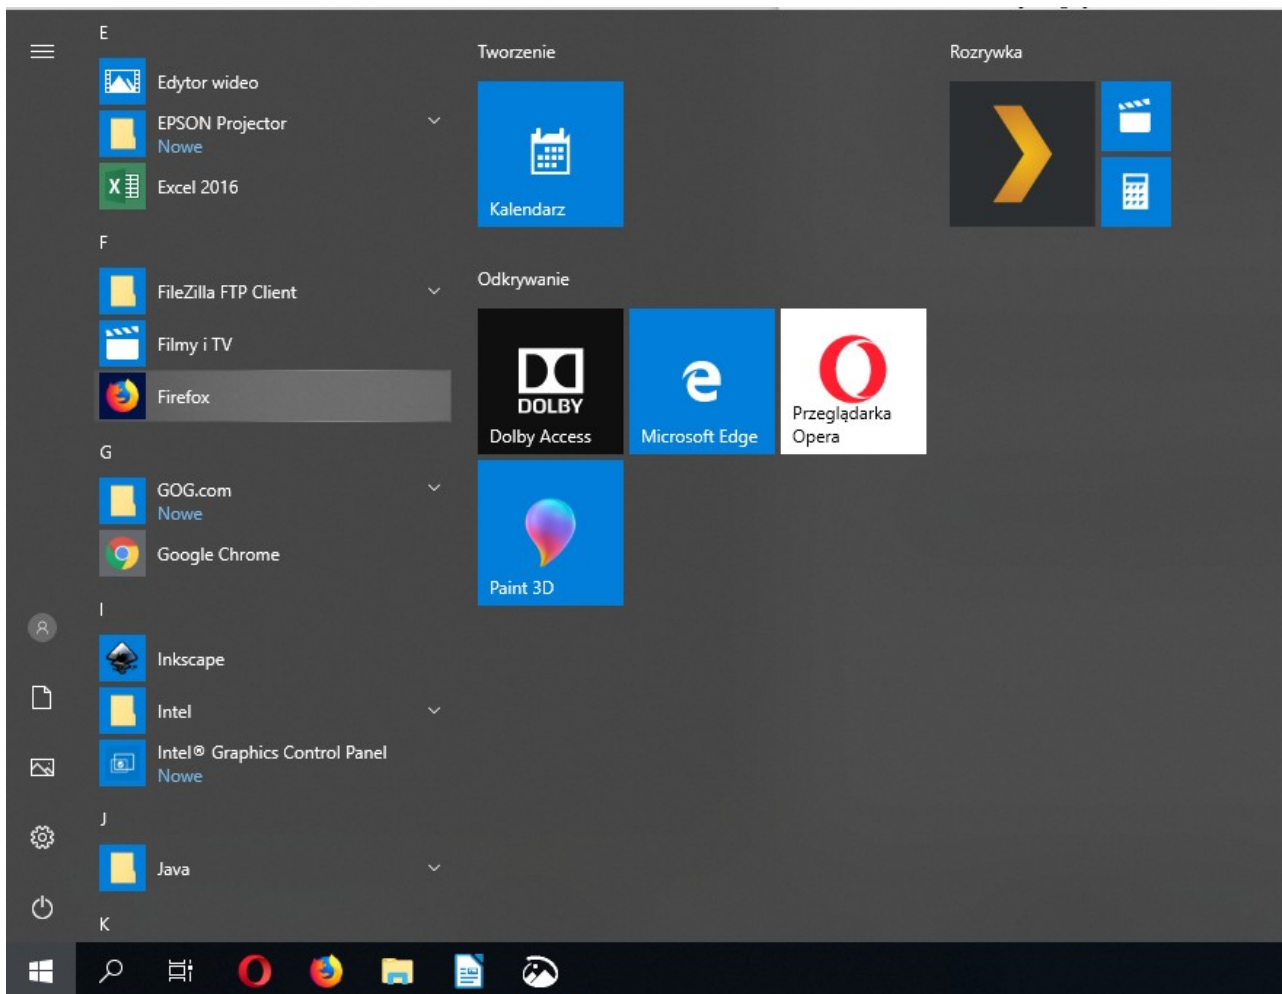 E
Edytor wideo
EPSON Projector
Nowe
Excel 2016
F
FileZilla FTP Client
Filmy i TV
Firefox
G
GOG.com
Nowe
Google Chrome
I
Inkscape
Intel
Intel® Graphics Control Panel
Nowe
J
Java
K
Tworzenie
Kalendarz
Odkrywanie
DOLBY
Dolby Access
Microsoft Edge
Przeglądarka
Opera
Paint 3D
Rozrywka